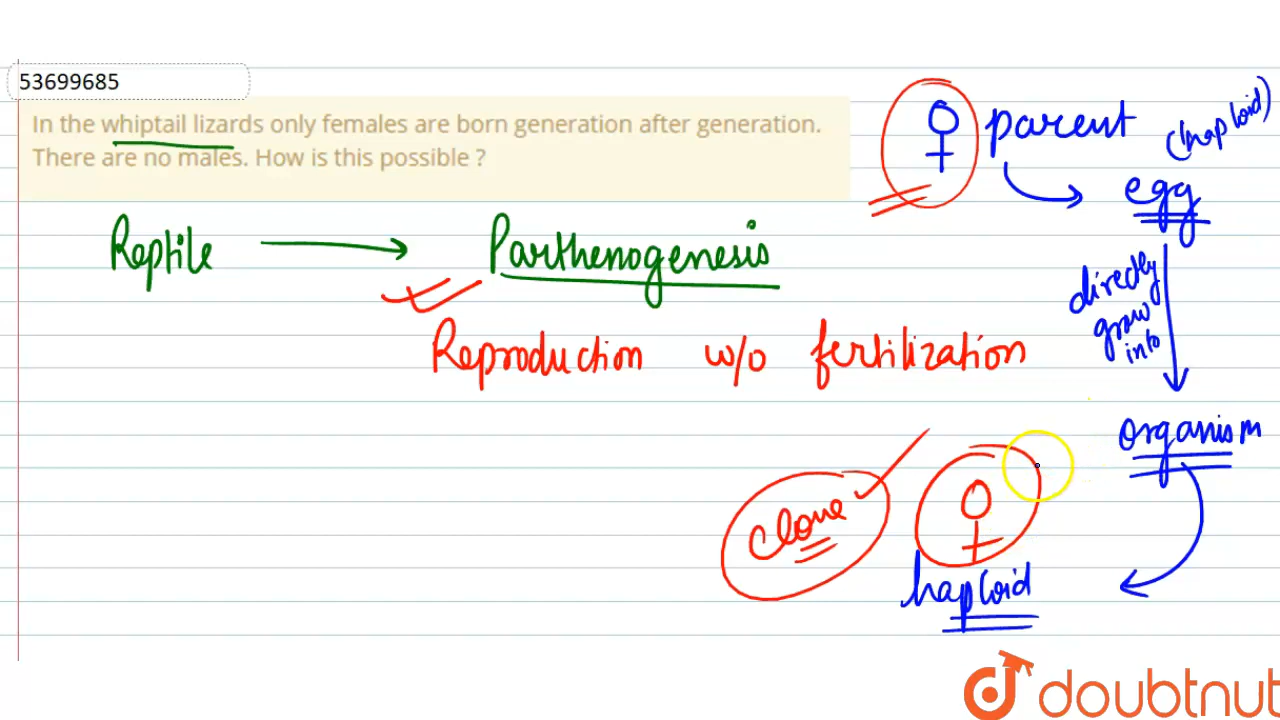 53699685
In the whiptail lizards only females are born generation after generation.
There are no males. How is this possible ?
♀ parent
(haploid)
egg
Reptile → Parthenogenesis
directly
grow
into
Reproduction w/o fertilization
organism
clone
♀
haploid
doubtnut